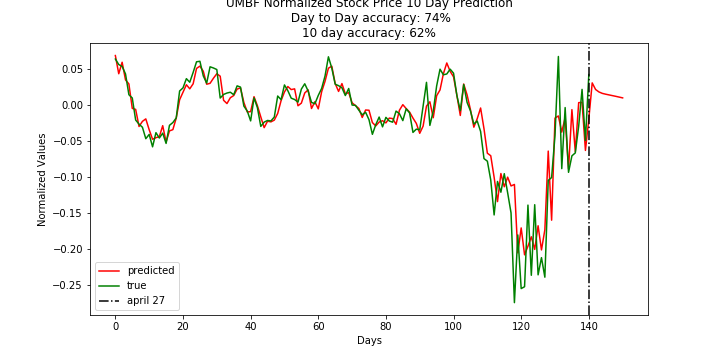 UMBF Normalized Stock Price 10 Day Prediction
Day to Day accuracy: 74%
10 day accuracy: 62%
0.05
0.00
−0.05
−0.10
−0.15
−0.20
−0.25
Normalized Values
predicted
true
april 27
0 20 40 60 80 100 120 140
Days